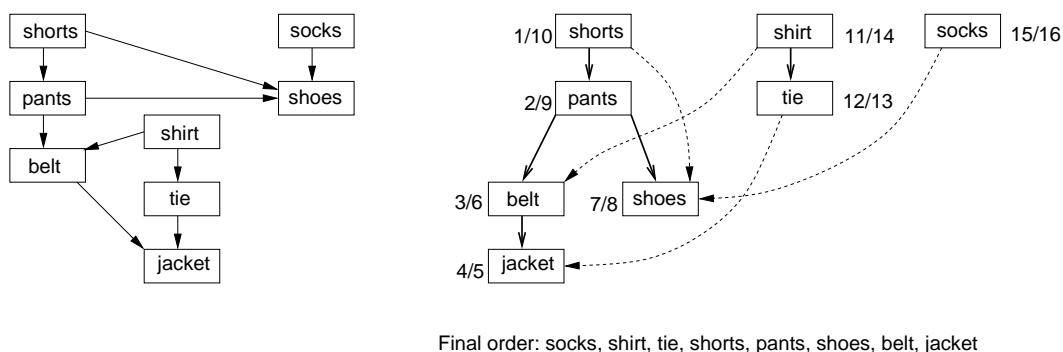 shorts
socks
pants
shoes
shirt
belt
tie
jacket
1/10
shorts
shirt
11/14
socks
15/16
2/9
pants
tie
12/13
3/6
belt
7/8
shoes
4/5
jacket
Final order: socks, shirt, tie, shorts, pants, shoes, belt, jacket